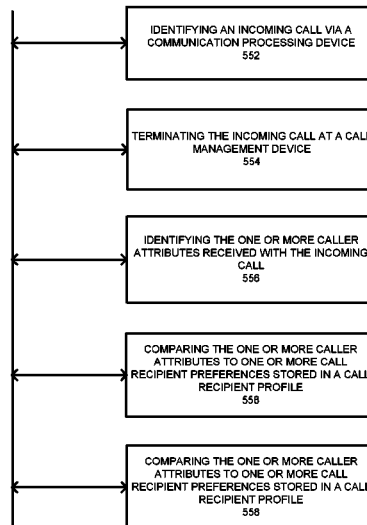 IDENTIFYING AN INCOMING CALL VIA A
COMMUNICATION PROCESSING DEVICE
552
TERMINATING THE INCOMING CALL AT A CALL
MANAGEMENT DEVICE
554
IDENTIFYING THE ONE OR MORE CALLER
ATTRIBUTES RECEIVED WITH THE INCOMING
CALL
556
COMPARING THE ONE OR MORE CALLER
ATTRIBUTES TO ONE OR MORE CALL
RECIPIENT PREFERENCES STORED IN A CALL
RECIPIENT PROFILE
558
COMPARING THE ONE OR MORE CALLER
ATTRIBUTES TO ONE OR MORE CALL
RECIPIENT PREFERENCES STORED IN A CALL
RECIPIENT PROFILE
558